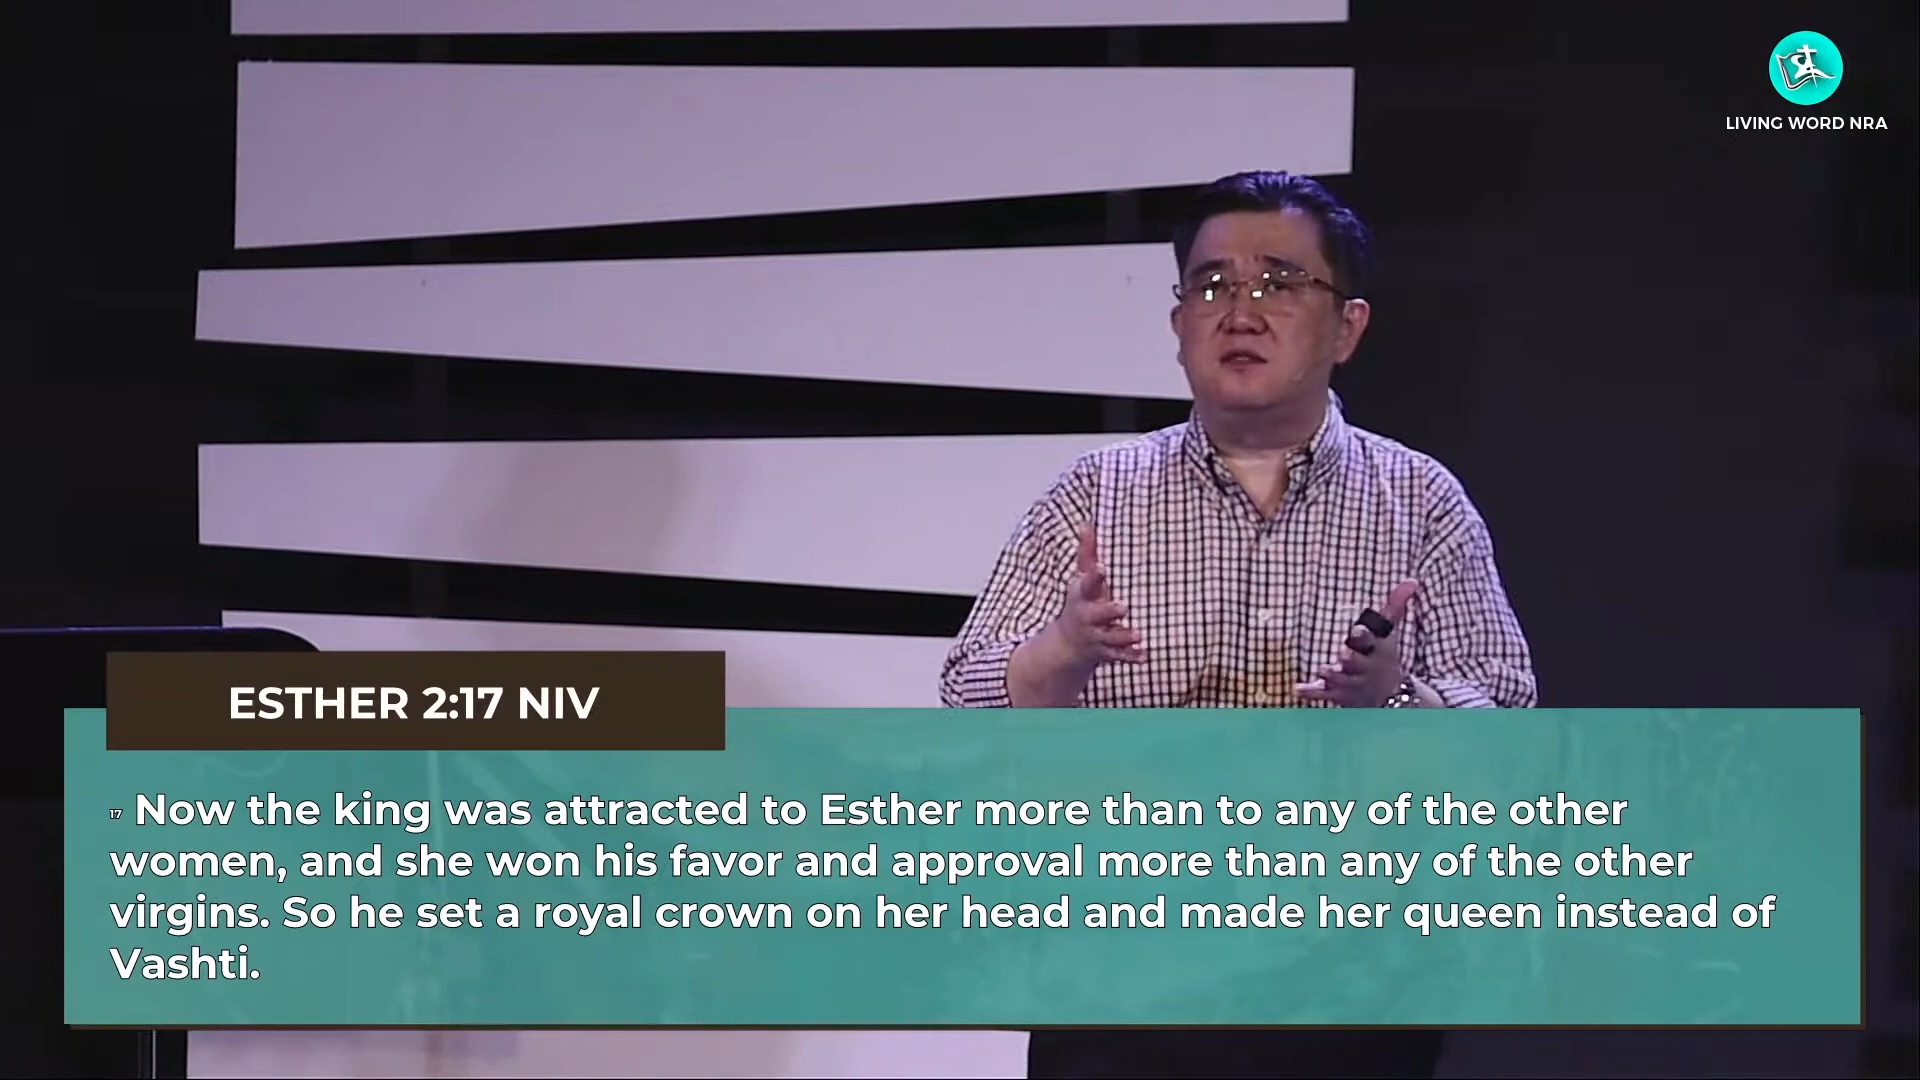 LIVING WORD NRA
ESTHER 2:17 NIV
17 Now the king was attracted to Esther more than to any of the other
women, and she won his favor and approval more than any of the other
virgins. So he set a royal crown on her head and made her queen instead of
Vashti.